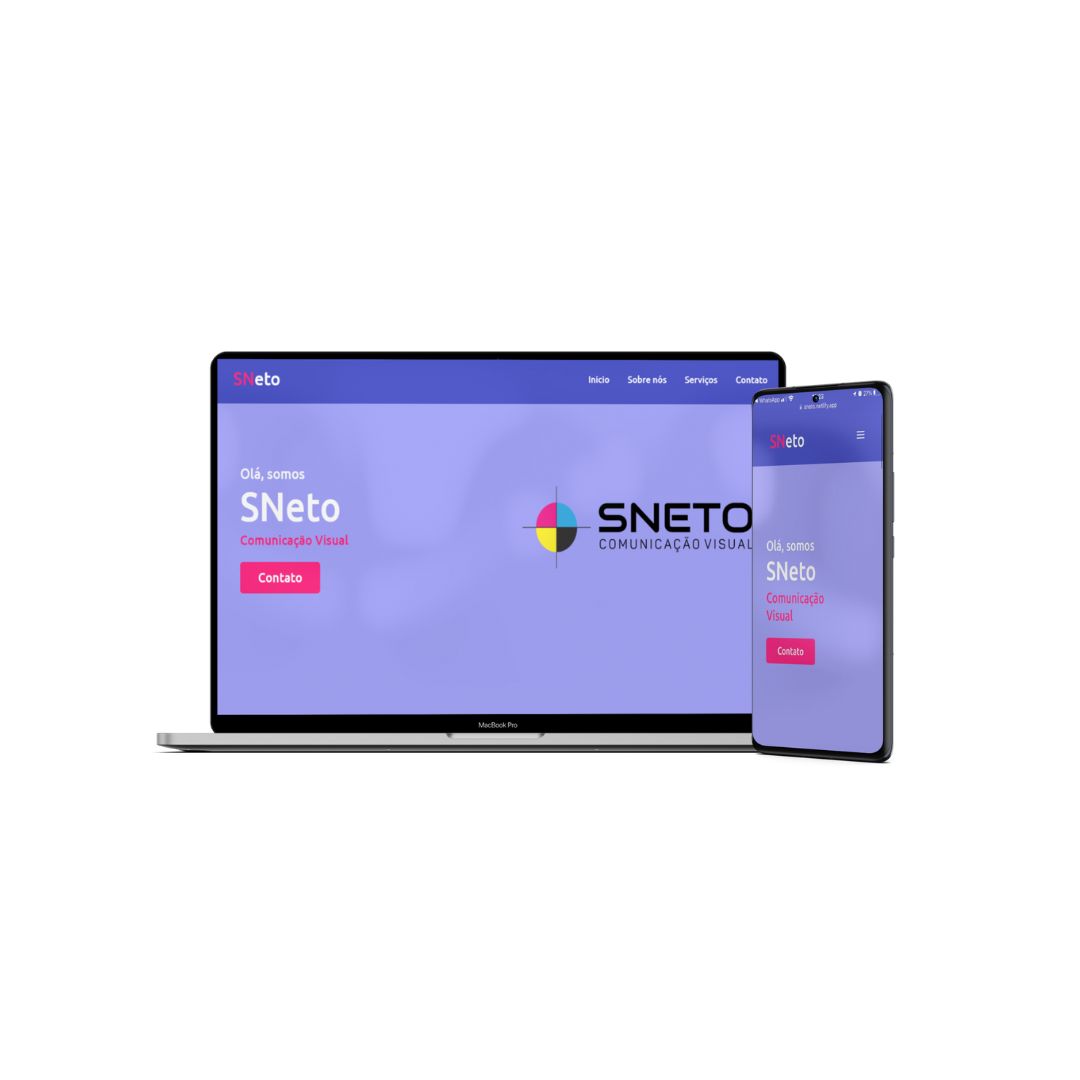 SNeto
Inicio Sobre nós Serviços Contato
Olá, somos
SNeto
Comunicação Visual
Contato
SNETO
COMUNICAÇÃO VISUAL
MacBook Pro
WhatsApp 27%
sneto.netlify.app
SNeto
Olá, somos
SNeto
Comunicação
Visual
Contato